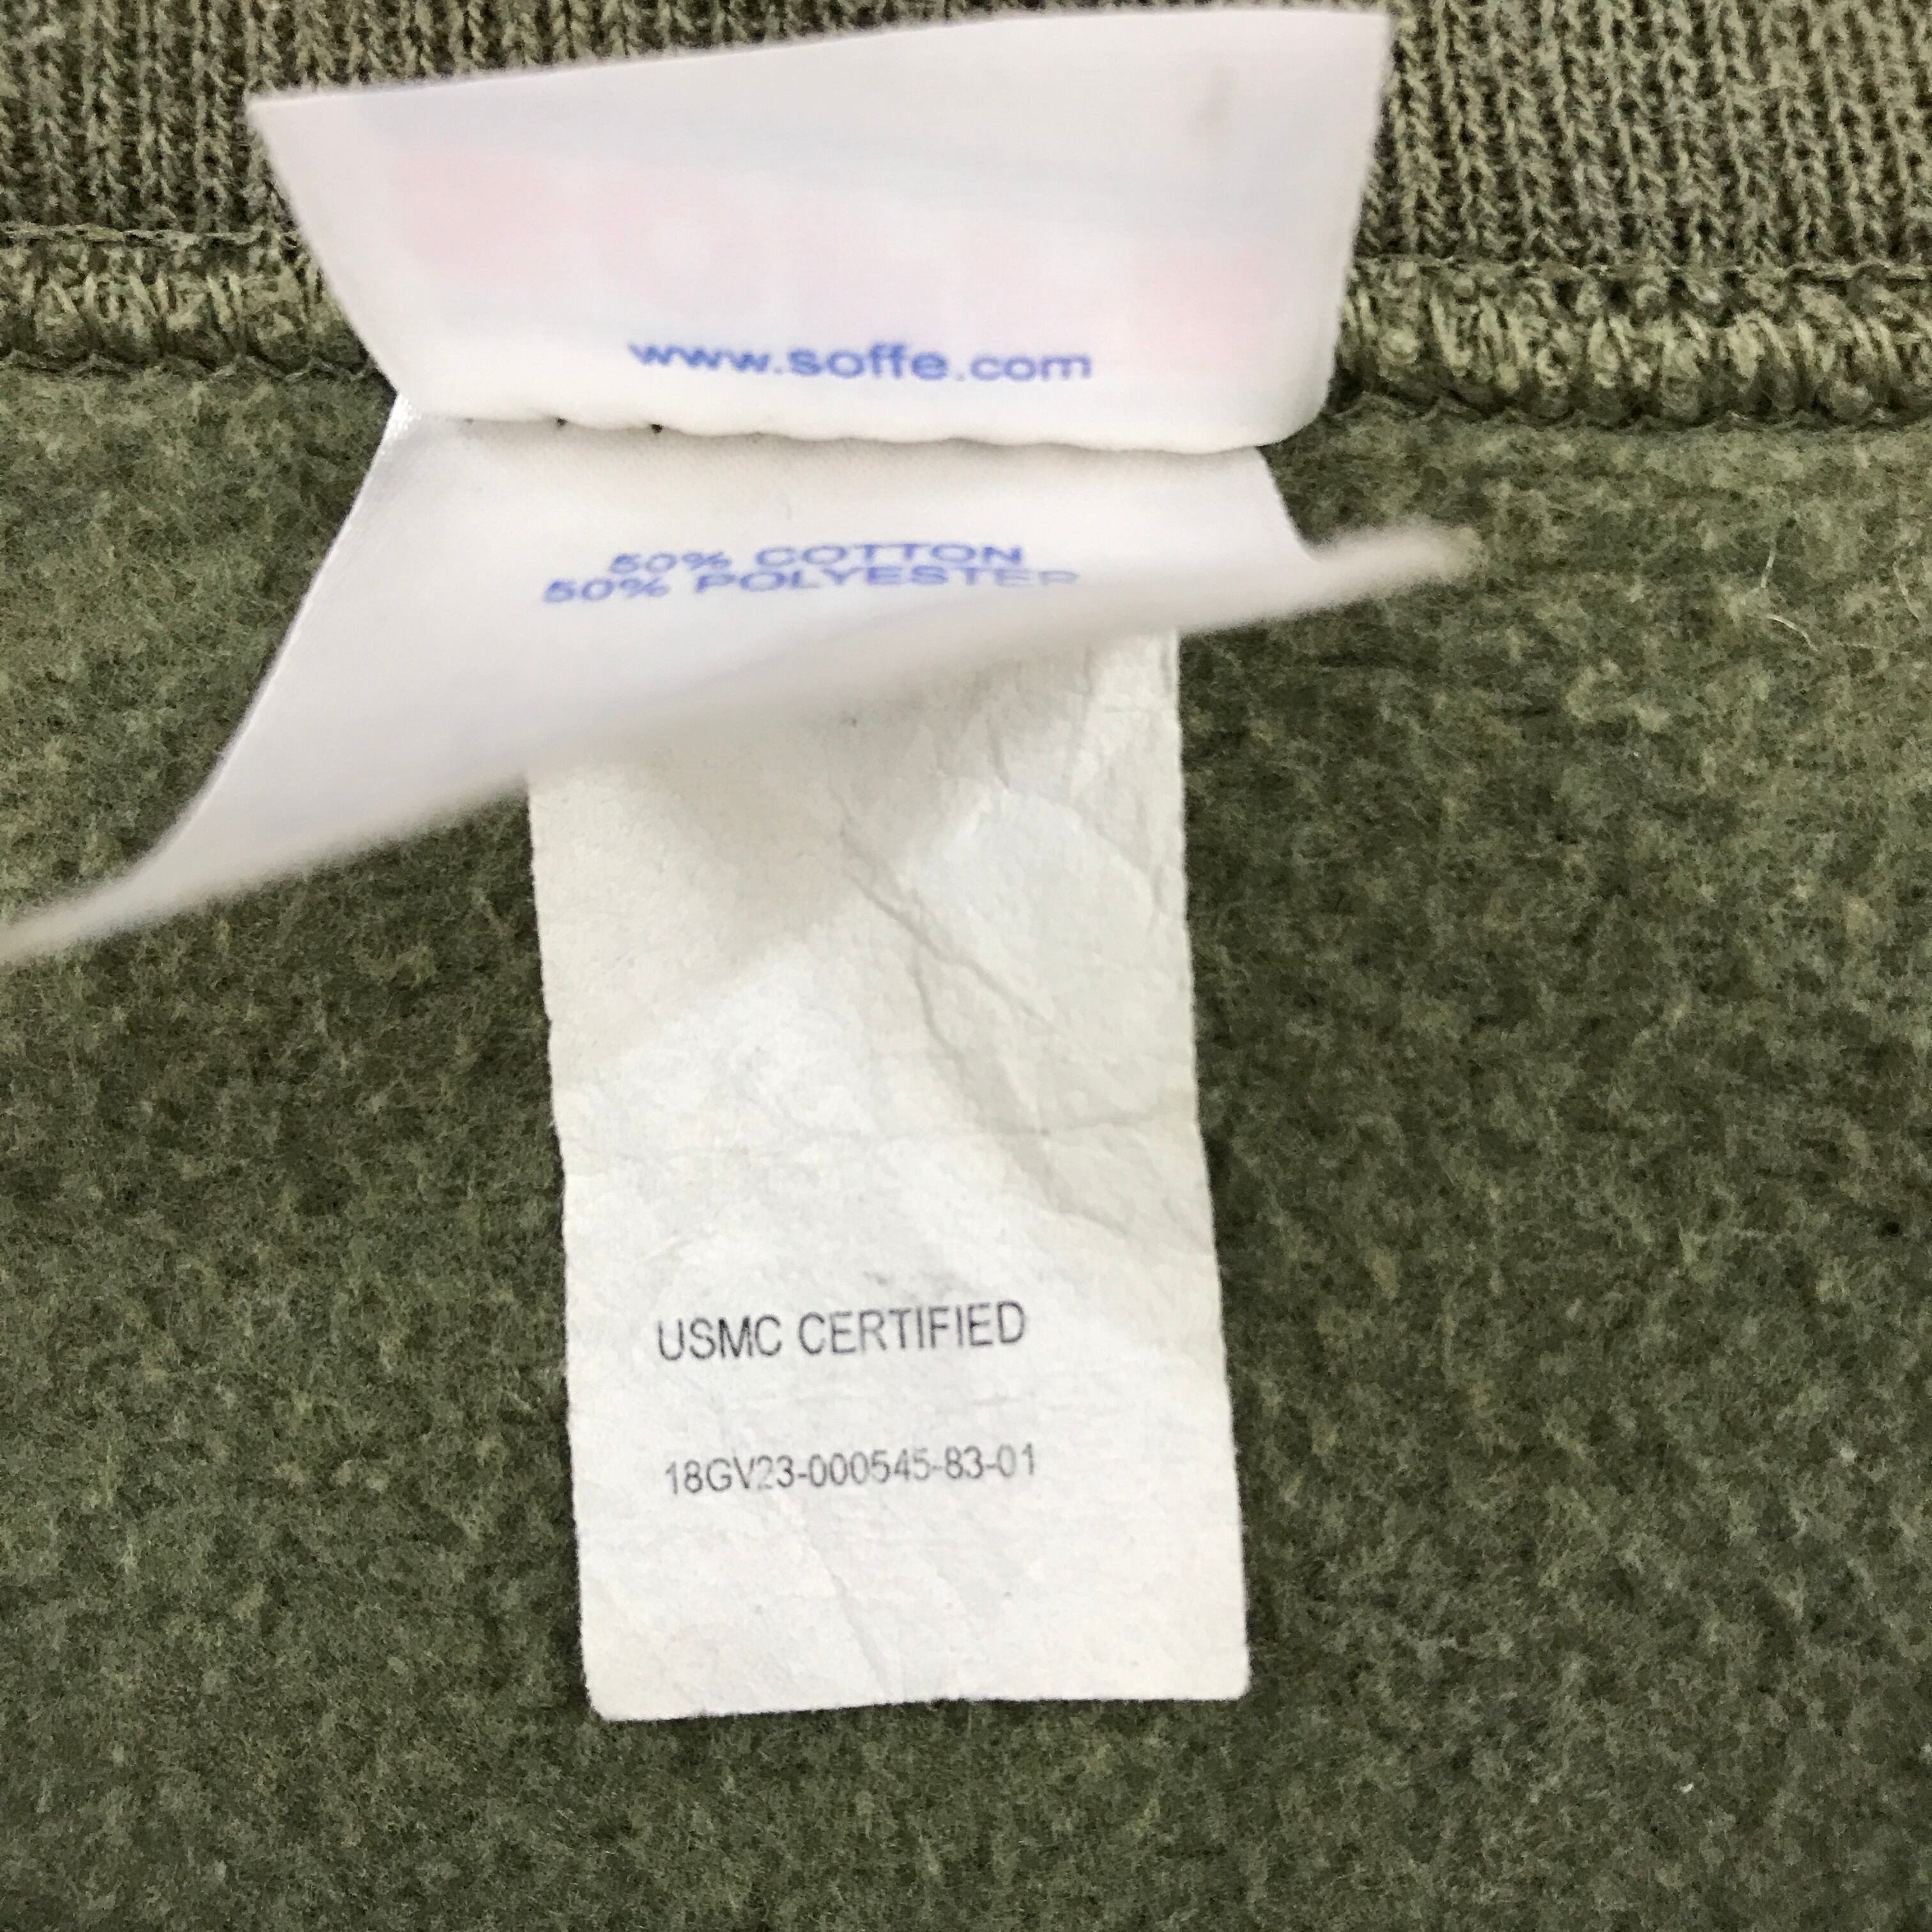 www.soffe.com
50% COTTON
50% POLYESTER
USMC CERTIFIED
18GV23-000545-83-01